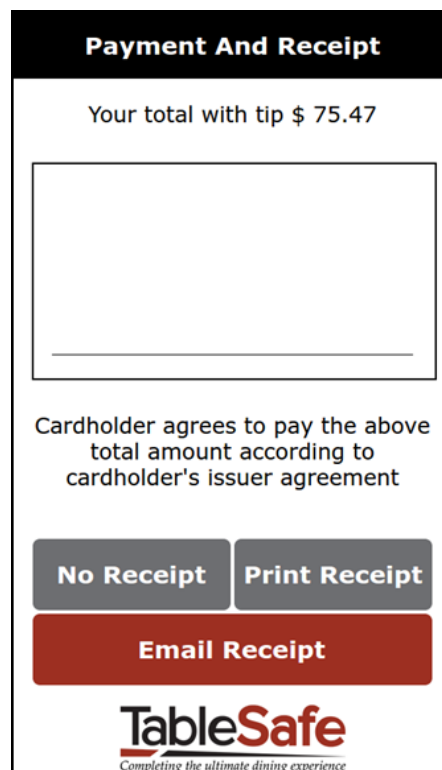 Payment And Receipt
Your total with tip $ 75.47
Cardholder agrees to pay the above
total amount according to
cardholder's issuer agreement
No Receipt Print Receipt
Email Receipt
TableSafe
Completing the ultimate dining experience